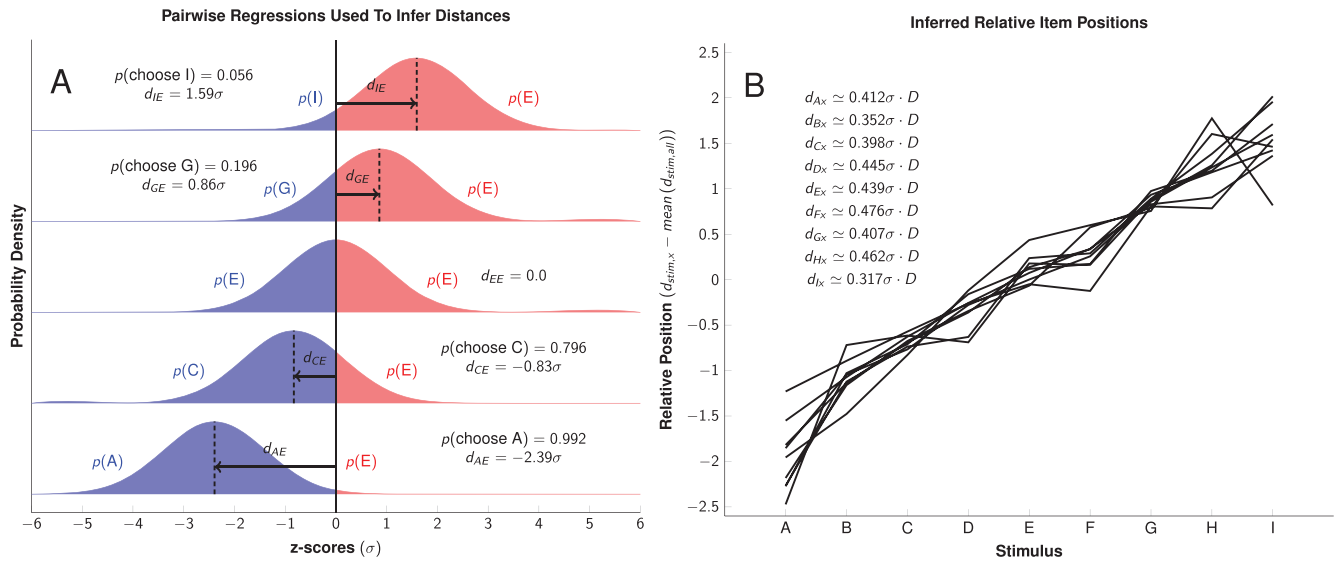 Pairwise Regressions Used To Infer Distances
A
p(choose I) = 0.056
d_IE = 1.59σ
p(I)
d_IE
p(E)
p(choose G) = 0.196
d_GE = 0.86σ
p(G)
d_GE
p(E)
p(E)
p(E)
d_EE = 0.0
p(C)
d_CE
p(E)
p(choose C) = 0.796
d_CE = −0.83σ
p(A)
d_AE
p(E)
p(choose A) = 0.992
d_AE = −2.39σ
Probability Density
−6 −5 −4 −3 −2 −1 0 1 2 3 4 5 6
z-scores (σ)
Inferred Relative Item Positions
B
d_Ax ≃ 0.412σ · D
d_Bx ≃ 0.352σ · D
d_Cx ≃ 0.398σ · D
d_Dx ≃ 0.445σ · D
d_Ex ≃ 0.439σ · D
d_Fx ≃ 0.476σ · D
d_Gx ≃ 0.407σ · D
d_Hx ≃ 0.462σ · D
d_Ix ≃ 0.317σ · D
Relative Position (d_stim,x − mean(d_stim,all))
2.5
2
1.5
1
0.5
0
−0.5
−1
−1.5
−2
−2.5
A B C D E F G H I
Stimulus